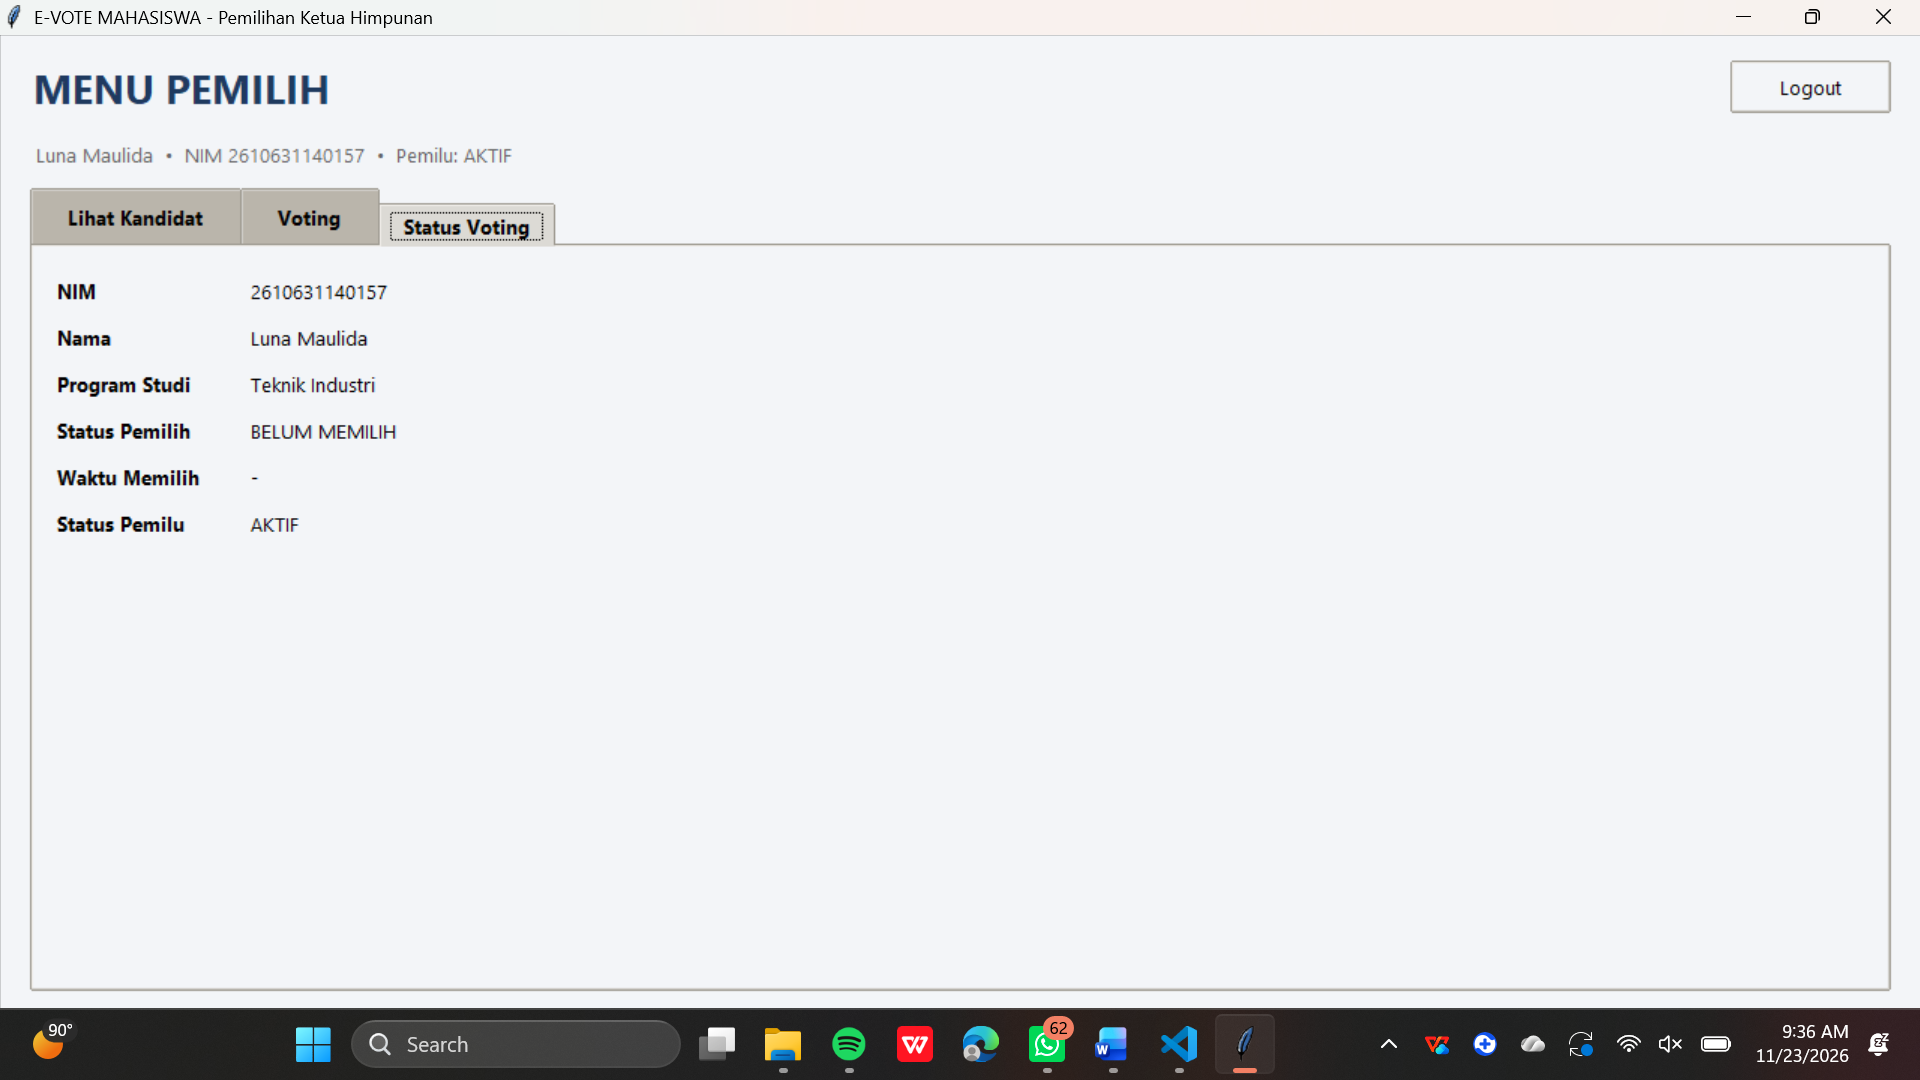 E-VOTE MAHASISWA - Pemilihan Ketua Himpunan
MENU PEMILIH
Logout
Luna Maulida • NIM 2610631140157 • Pemilu: AKTIF
Lihat Kandidat
Voting
Status Voting
NIM 2610631140157
Nama Luna Maulida
Program Studi Teknik Industri
Status Pemilih BELUM MEMILIH
Waktu Memilih -
Status Pemilu AKTIF
90°
Search
62
9:36 AM
11/23/2026